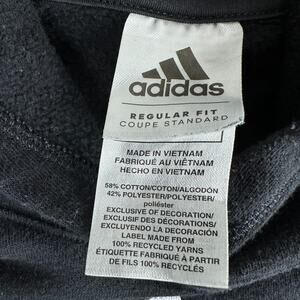 adidas
REGULAR FIT
COUPE STANDARD
MADE IN VIETNAM
FABRIQUÉ AU VIÊTNAM
HECHO EN VIETNAM
58% COTTON/COTON/ALGODÓN
42% POLYESTER/POLYESTER/
poliéster
EXCLUSIVE OF DECORATION/
EXCLUSIF DES DÉCORATIONS/
EXCLUYENDO LA DECORACIÓN
LABEL MADE FROM
100% RECYCLED YARNS
ÉTIQUETTE FABRIQUÉE À PARTIR
DE FILS 100% RECYCLÉS